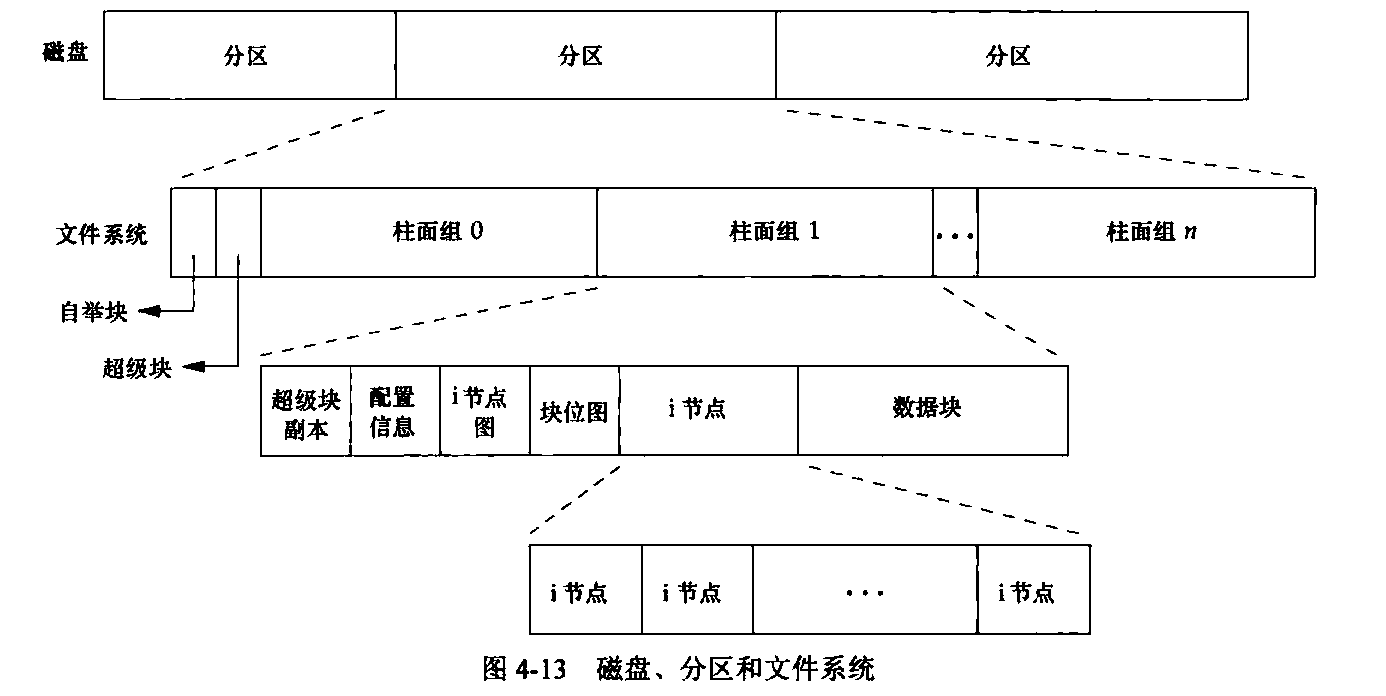 磁盘 分区 分区 分区
文件系统 柱面组 0 柱面组 1 ... 柱面组 n
自举块
超级块
超级块
副本
配置
信息
i节点
图
块位图
i 节点
数据块
i 节点 i 节点 ... i 节点
图 4-13 磁盘、分区和文件系统